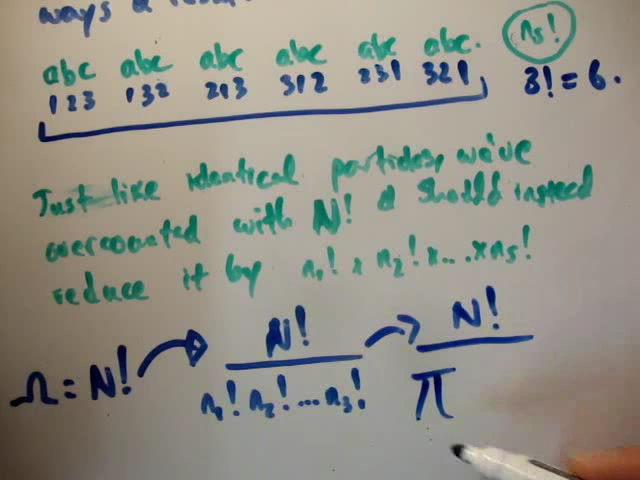 ways a resu
abc abc abc abc abc abc.
123 132 213 312 231 321
ns!
3! = 6.
Just like identical particles, we've
overcounted with N! & should instead
reduce it by n₁! x n₂! x ... x ns!
Ω = N!
N!
n₁! n₂! ... n₃!
N!
π